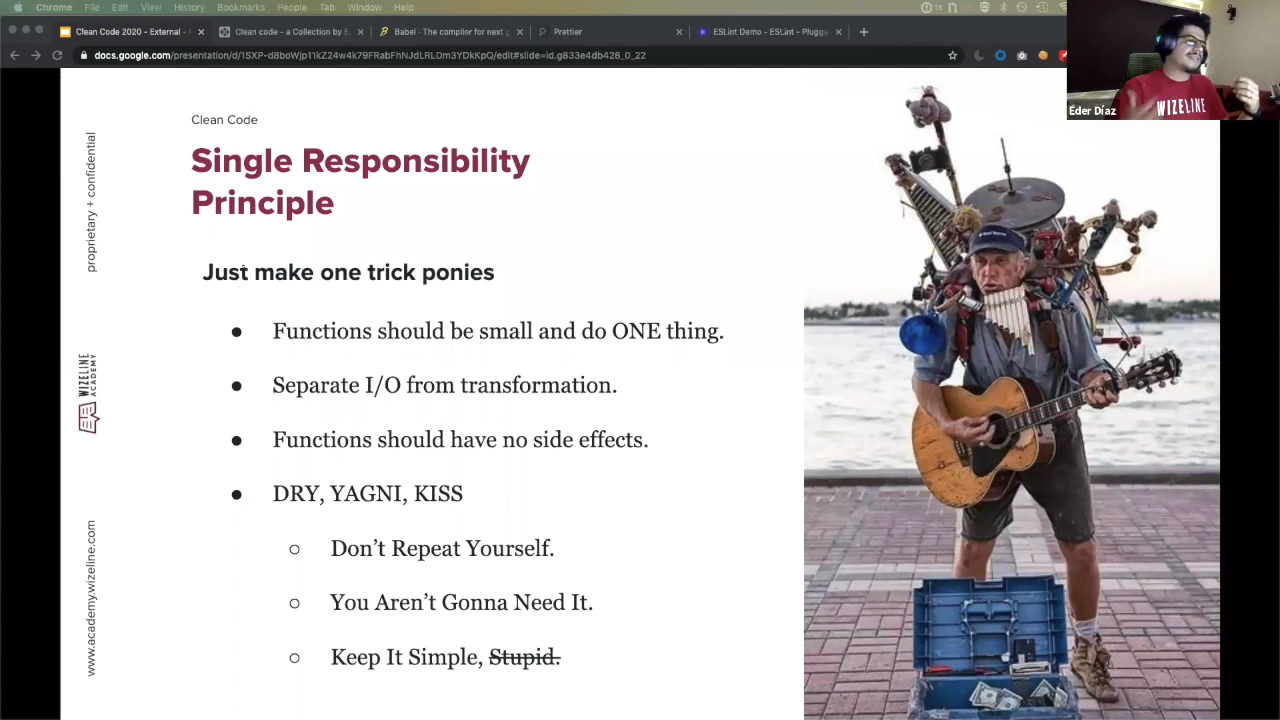 Chrome File Edit View History Bookmarks People Tab Window Help
Clean Code 2020 - External -
Clean code - a Collection by
Babel · The compiler for next
Prettier
ESLint Demo - ESLint - Plugga
docs.google.com/presentation/d/1SXP-d8boWjp11kZ24w4k79FRabFhNJdLRLDm3YDkKpQ/edit#slide=id.g833e4db428_0_22
WIZELINE
Éder Díaz
proprietary + confidential
WIZELINE
ACADEMY
www.academy.wizeline.com
Clean Code
Single Responsibility
Principle
Just make one trick ponies
● Functions should be small and do ONE thing.
● Separate I/O from transformation.
● Functions should have no side effects.
● DRY, YAGNI, KISS
○ Don’t Repeat Yourself.
○ You Aren’t Gonna Need It.
○ Keep It Simple, Stupid.